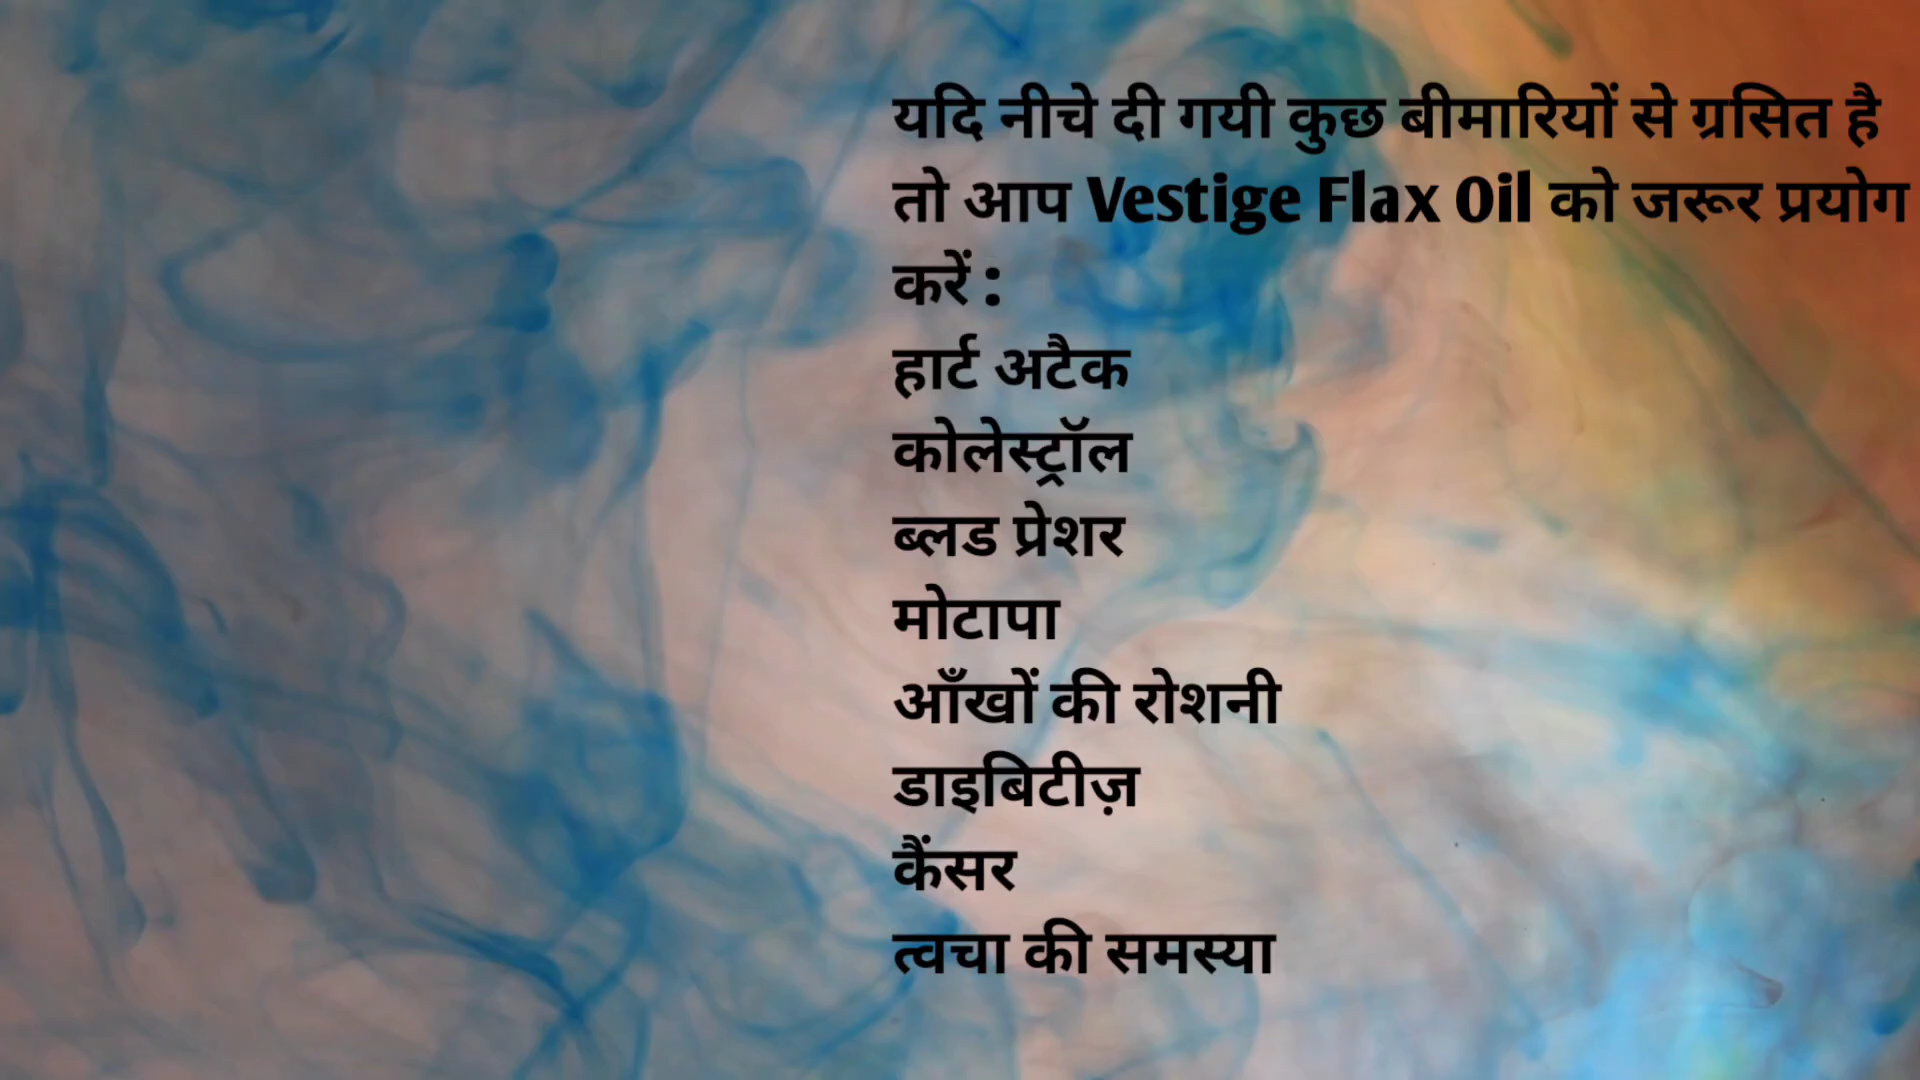 यदि नीचे दी गयी कुछ बीमारियों से ग्रसित है
तो आप Vestige Flax Oil को जरूर प्रयोग
करें :
हार्ट अटैक
कोलेस्ट्रॉल
ब्लड प्रेशर
मोटापा
आँखों की रोशनी
डाइबिटीज़
कैंसर
त्वचा की समस्या